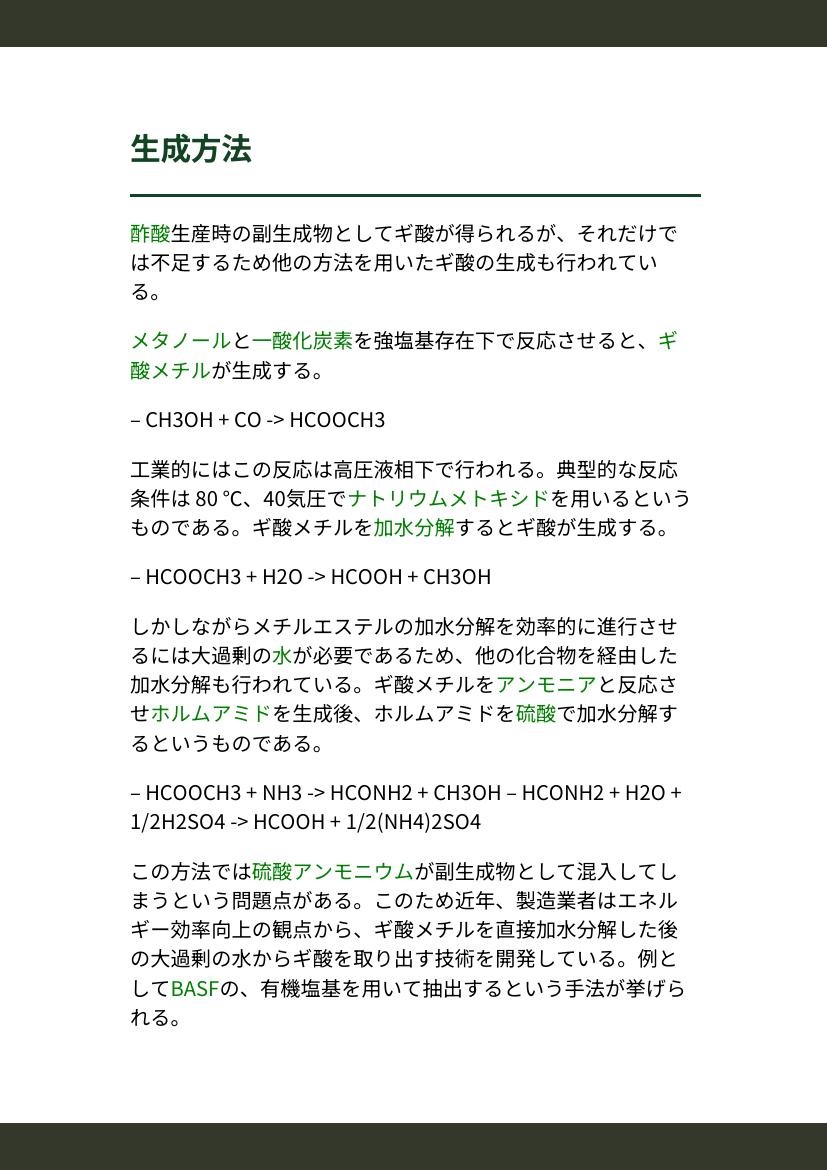 生成方法
酢酸生産時の副生成物としてギ酸が得られるが、それだけで
は不足するため他の方法を用いたギ酸の生成も行われてい
る。
メタノールと一酸化炭素を強塩基存在下で反応させると、ギ
酸メチルが生成する。
– CH3OH + CO -> HCOOCH3
工業的にはこの反応は高圧液相下で行われる。典型的な反応
条件は 80 ℃、40気圧でナトリウムメトキシドを用いるという
ものである。ギ酸メチルを加水分解するとギ酸が生成する。
– HCOOCH3 + H2O -> HCOOH + CH3OH
しかしながらメチルエステルの加水分解を効率的に進行させ
るには大過剰の水が必要であるため、他の化合物を経由した
加水分解も行われている。ギ酸メチルをアンモニアと反応さ
せホルムアミドを生成後、ホルムアミドを硫酸で加水分解す
るというものである。
– HCOOCH3 + NH3 -> HCONH2 + CH3OH – HCONH2 + H2O +
1/2H2SO4 -> HCOOH + 1/2(NH4)2SO4
この方法では硫酸アンモニウムが副生成物として混入してし
まうという問題点がある。このため近年、製造業者はエネル
ギー効率向上の観点から、ギ酸メチルを直接加水分解した後
の大過剰の水からギ酸を取り出す技術を開発している。例と
してBASFの、有機塩基を用いて抽出するという手法が挙げら
れる。